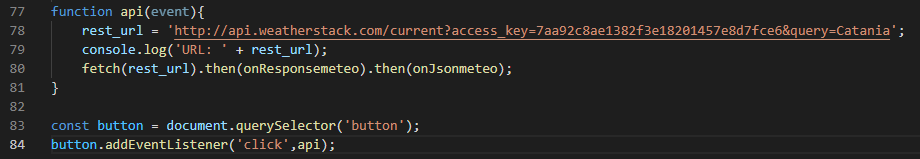 77 function api(event){
78 rest_url = 'http://api.weatherstack.com/current?access_key=7aa92c8ae1382f3e18201457e8d7fce6&query=Catania';
79 console.log('URL: ' + rest_url);
80 fetch(rest_url).then(onResponsemeteo).then(onJsonmeteo);
81 }
82
83 const button = document.querySelector('button');
84 button.addEventListener('click',api);